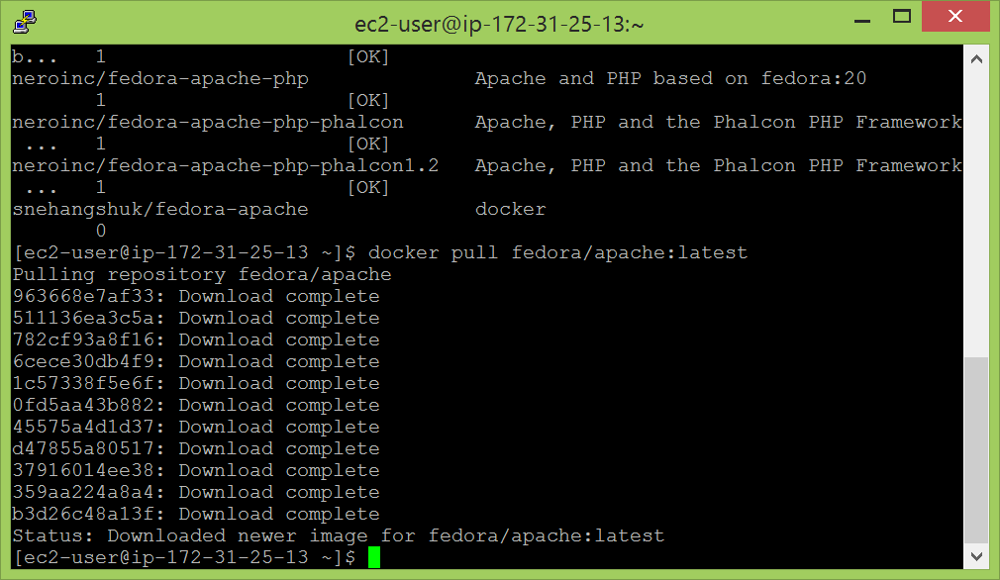 ec2-user@ip-172-31-25-13:~
b...   1                    [OK]
neroinc/fedora-apache-php              Apache and PHP based on fedora:20
       1                    [OK]
neroinc/fedora-apache-php-phalcon      Apache, PHP and the Phalcon PHP Framework
 ...   1                    [OK]
neroinc/fedora-apache-php-phalcon1.2   Apache, PHP and the Phalcon PHP Framework
 ...   1                    [OK]
snehangshuk/fedora-apache              docker
       0
[ec2-user@ip-172-31-25-13 ~]$ docker pull fedora/apache:latest
Pulling repository fedora/apache
963668e7af33: Download complete
511136ea3c5a: Download complete
782cf93a8f16: Download complete
6cece30db4f9: Download complete
1c57338f5e6f: Download complete
0fd5aa43b882: Download complete
45575a4d1d37: Download complete
d47855a80517: Download complete
37916014ee38: Download complete
359aa224a8a4: Download complete
b3d26c48a13f: Download complete
Status: Downloaded newer image for fedora/apache:latest
[ec2-user@ip-172-31-25-13 ~]$